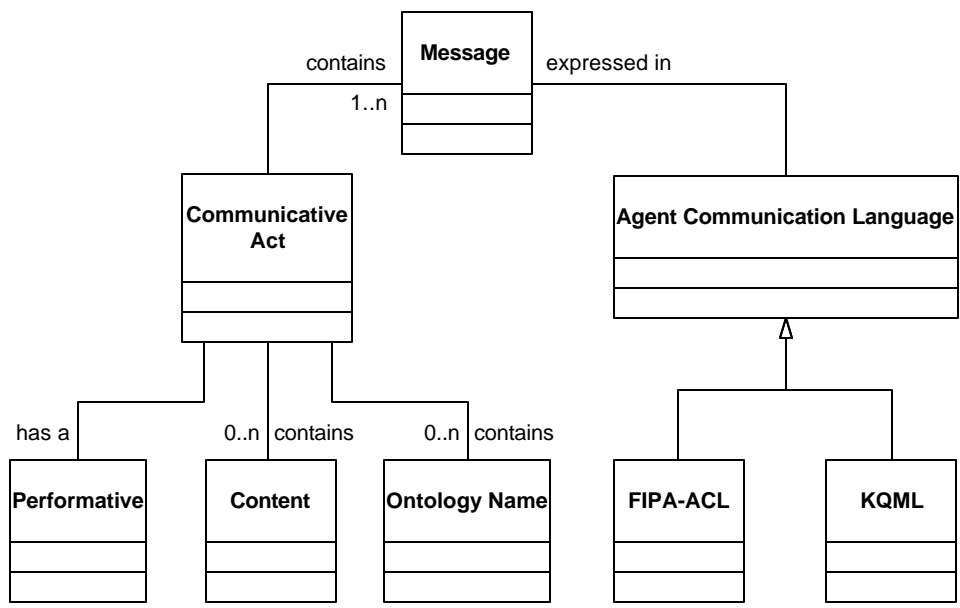 Message
contains
expressed in
1..n
Communicative
Act
Agent Communication Language
has a
0..n contains
0..n contains
Performative
Content
Ontology Name
FIPA-ACL
KQML